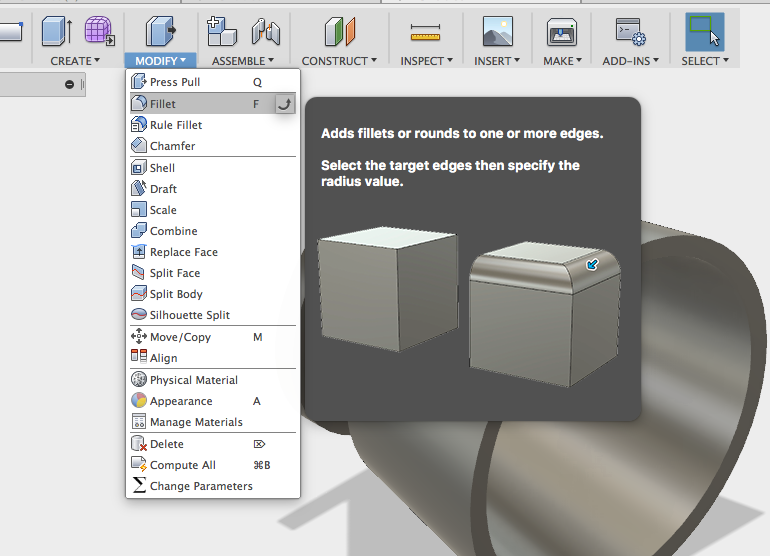 CREATE▼ MODIFY▼ ASSEMBLE▼ CONSTRUCT▼ INSPECT▼ INSERT▼ MAKE▼ ADD-INS▼ SELECT▼
Press Pull Q
Fillet F
Rule Fillet
Chamfer
Shell
Draft
Scale
Combine
Replace Face
Split Face
Split Body
Silhouette Split
Move/Copy M
Align
Physical Material
Appearance A
Manage Materials
Delete ⌦
Compute All ⌘B
Change Parameters
Adds fillets or rounds to one or more edges.
Select the target edges then specify the
radius value.